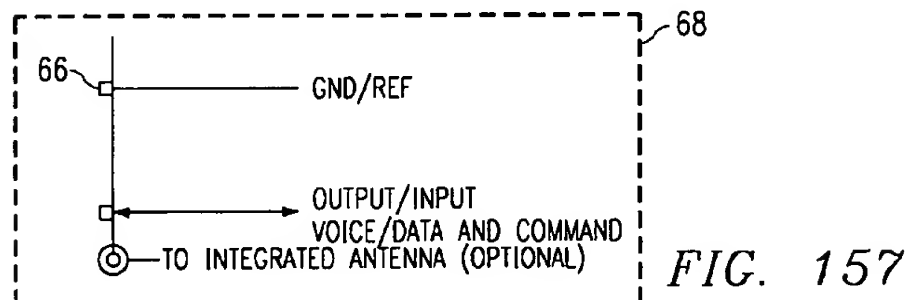 68
66
GND/REF
OUTPUT/INPUT
VOICE/DATA AND COMMAND
TO INTEGRATED ANTENNA (OPTIONAL)
FIG. 157